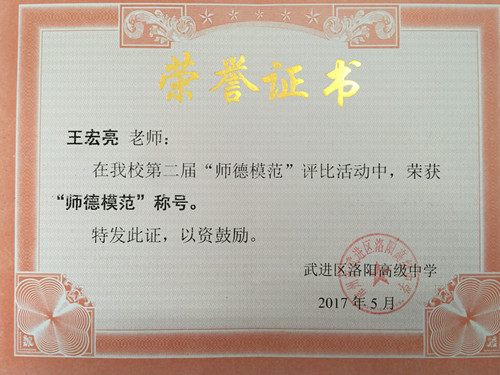 荣誉证书
王宏亮 老师：
在我校第二届“师德模范”评比活动中，荣获
“师德模范”称号。
特发此证，以资鼓励。
武进区洛阳高级中学
2017年5月